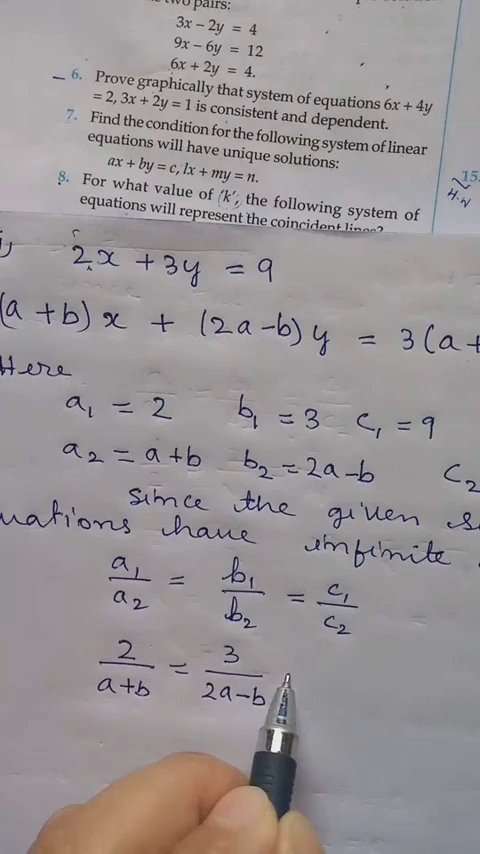 two pairs:
3x − 2y = 4
9x − 6y = 12
6x + 2y = 4.
6. Prove graphically that system of equations 6x + 4y
= 2, 3x + 2y = 1 is consistent and dependent.
7. Find the condition for the following system of linear
equations will have unique solutions:
ax + by = c, lx + my = n.
8. For what value of 'k', the following system of
equations will represent the coincident lines?
15.
H.W
2x + 3y = 9
(a + b) x + (2a − b) y = 3 (a +
Here
a₁ = 2 b₁ = 3 c₁ = 9
a₂ = a + b b₂ = 2a − b C₂
Since the given
uations have infinite
a₁/a₂ = b₁/b₂ = c₁/c₂
2/(a+b) = 3/(2a−b)